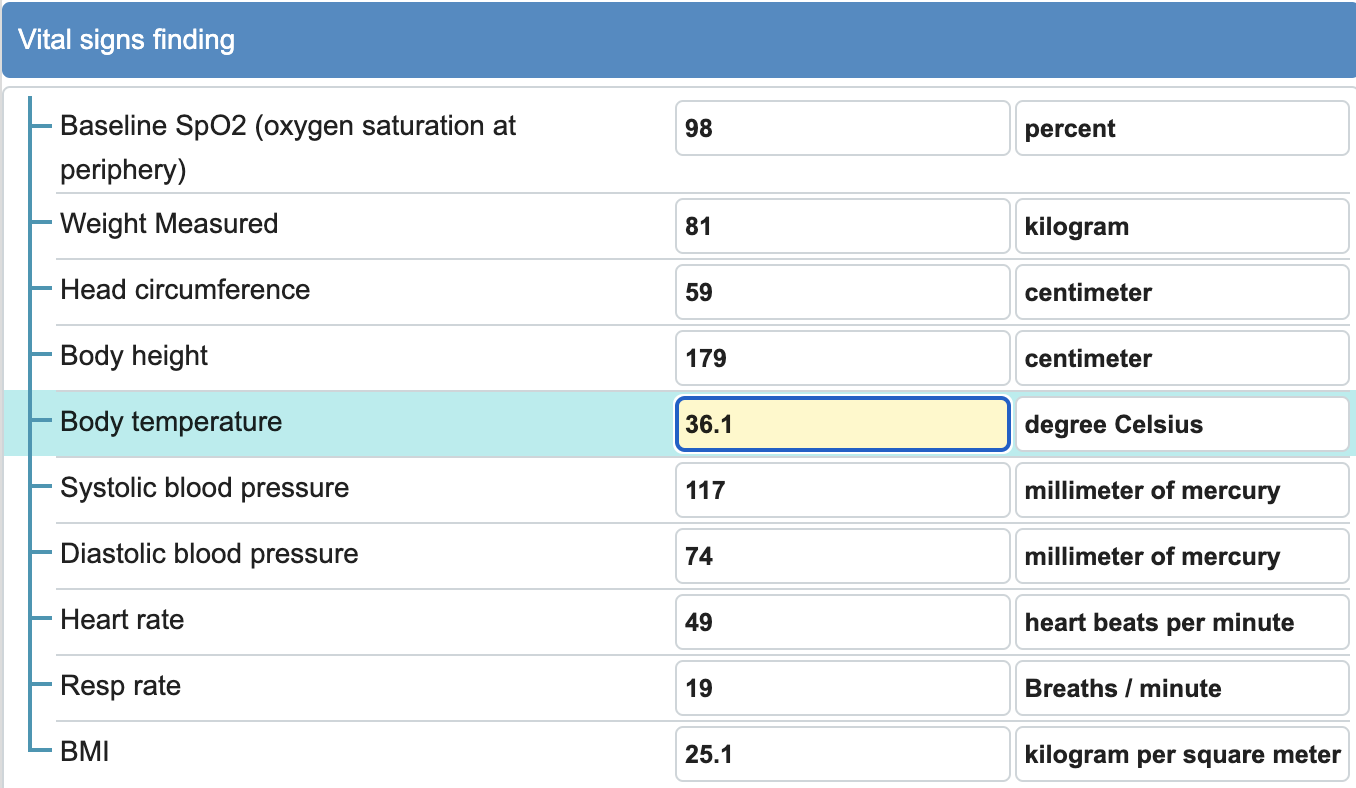 Vital signs finding
Baseline SpO2 (oxygen saturation at
periphery)
98
percent
Weight Measured
81
kilogram
Head circumference
59
centimeter
Body height
179
centimeter
Body temperature
36.1
degree Celsius
Systolic blood pressure
117
millimeter of mercury
Diastolic blood pressure
74
millimeter of mercury
Heart rate
49
heart beats per minute
Resp rate
19
Breaths / minute
BMI
25.1
kilogram per square meter